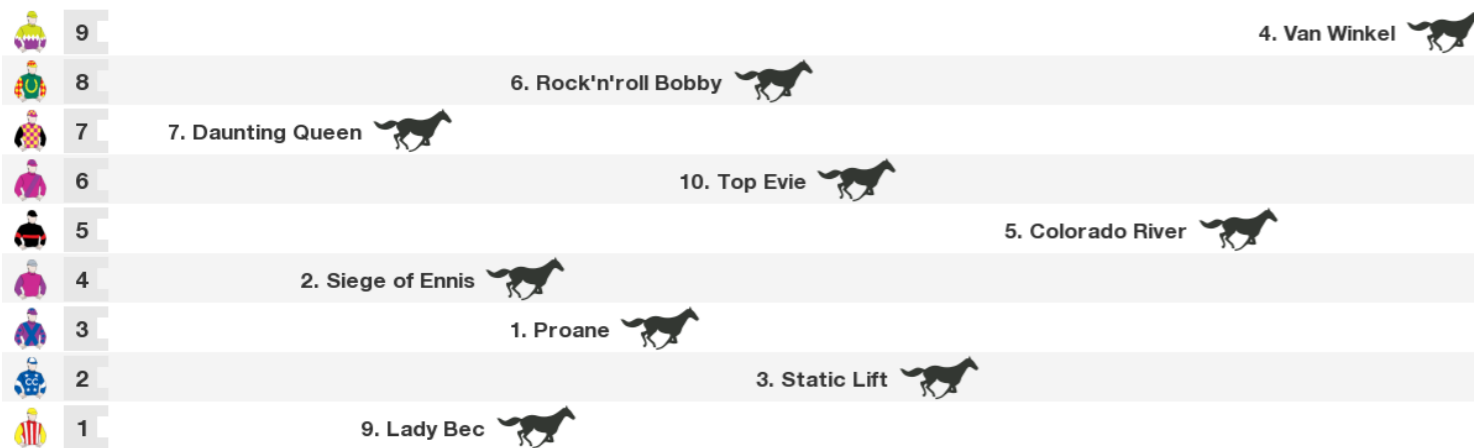 9 4. Van Winkel
8 6. Rock'n'roll Bobby
7 7. Daunting Queen
6 10. Top Evie
5 5. Colorado River
4 2. Siege of Ennis
3 1. Proane
2 CC 3. Static Lift
1 9. Lady Bec